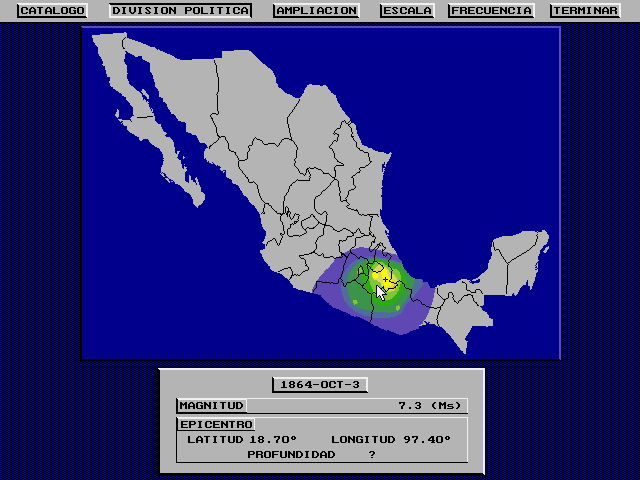 CATALOGO DIVISION POLITICA AMPLIACION ESCALA FRECUENCIA TERMINAR
1864-OCT-3
MAGNITUD 7.3 (Ms)
EPICENTRO
LATITUD 18.70° LONGITUD 97.40°
PROFUNDIDAD ?